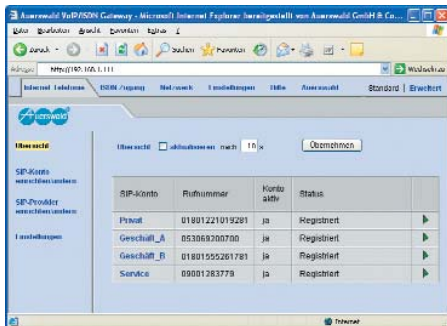 Auerswald VoIP/ISDN Gateway - Microsoft Internet Explorer bereitgestellt von Auerswald GmbH & Co...
Datei Bearbeiten Ansicht Favoriten Extras ?
Zurück Suchen Favoriten
Adresse http://192.168.1.111 Wechseln zu
Internet Telefonie ISDN Zugang Netzwerk Einstellungen Hilfe Auerswald Standard | Erweitert
Auerswald
Übersicht
SIP-Konto
einrichten/ändern
SIP-Provider
einrichten/ändern
Einstellungen
Übersicht aktualisieren nach 10 s Übernehmen
SIP-Konto Rufnummer Konto aktiv Status
Privat 01801221019281 ja Registriert
Geschäft_A 053069200700 ja Registriert
Geschäft_B 01801555261781 ja Registriert
Service 09001283779 ja Registriert
Internet